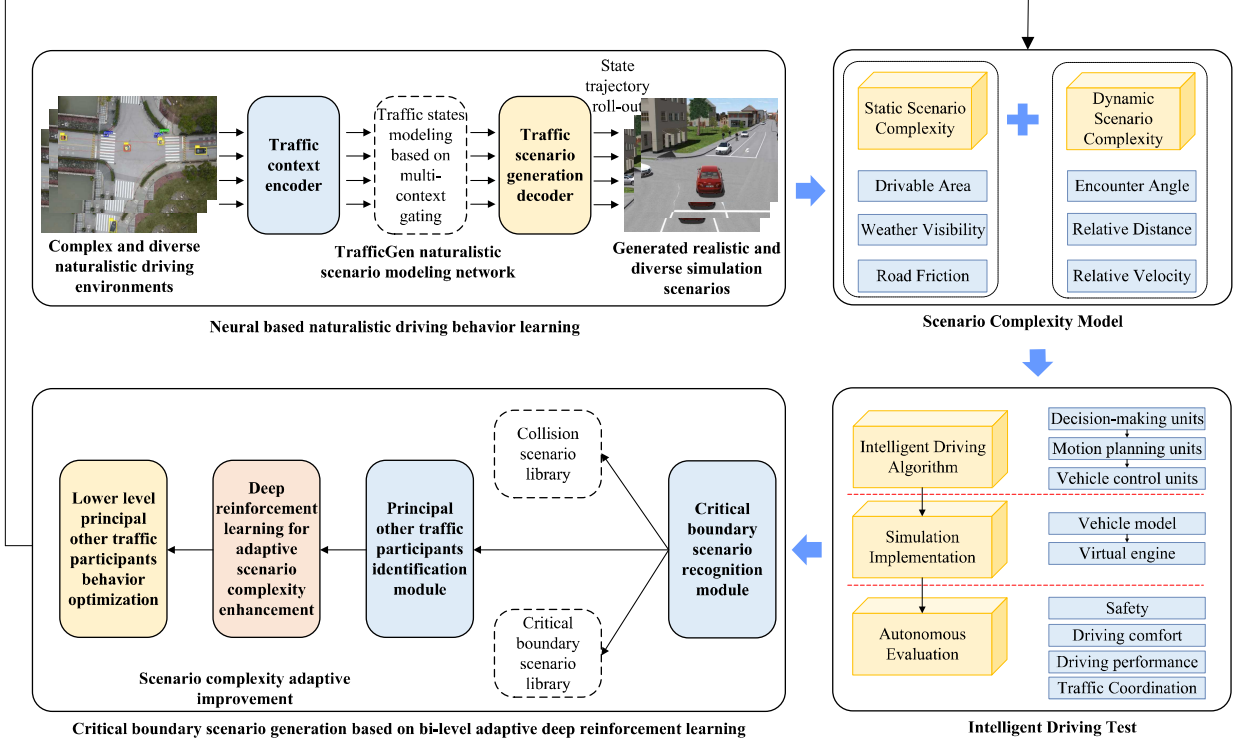 State
trajectory
roll-out
Traffic
context
encoder
Traffic states
modeling
based on
multi-
context
gating
Traffic
scenario
generation
decoder
Complex and diverse
naturalistic driving
environments
TrafficGen naturalistic
scenario modeling network
Generated realistic and
diverse simulation
scenarios
Neural based naturalistic driving behavior learning
Static Scenario
Complexity
Drivable Area
Weather Visibility
Road Friction
Dynamic
Scenario
Complexity
Encounter Angle
Relative Distance
Relative Velocity
Scenario Complexity Model
Intelligent Driving
Algorithm
Decision-making units
Motion planning units
Vehicle control units
Simulation
Implementation
Vehicle model
Virtual engine
Autonomous
Evaluation
Safety
Driving comfort
Driving performance
Traffic Coordination
Intelligent Driving Test
Lower level
principal
other traffic
participants
behavior
optimization
Deep
reinforcement
learning for
adaptive
scenario
complexity
enhancement
Principal
other traffic
participants
identification
module
Collision
scenario
library
Critical
boundary
scenario
library
Critical
boundary
scenario
recognition
module
Scenario complexity adaptive
improvement
Critical boundary scenario generation based on bi-level adaptive deep reinforcement learning